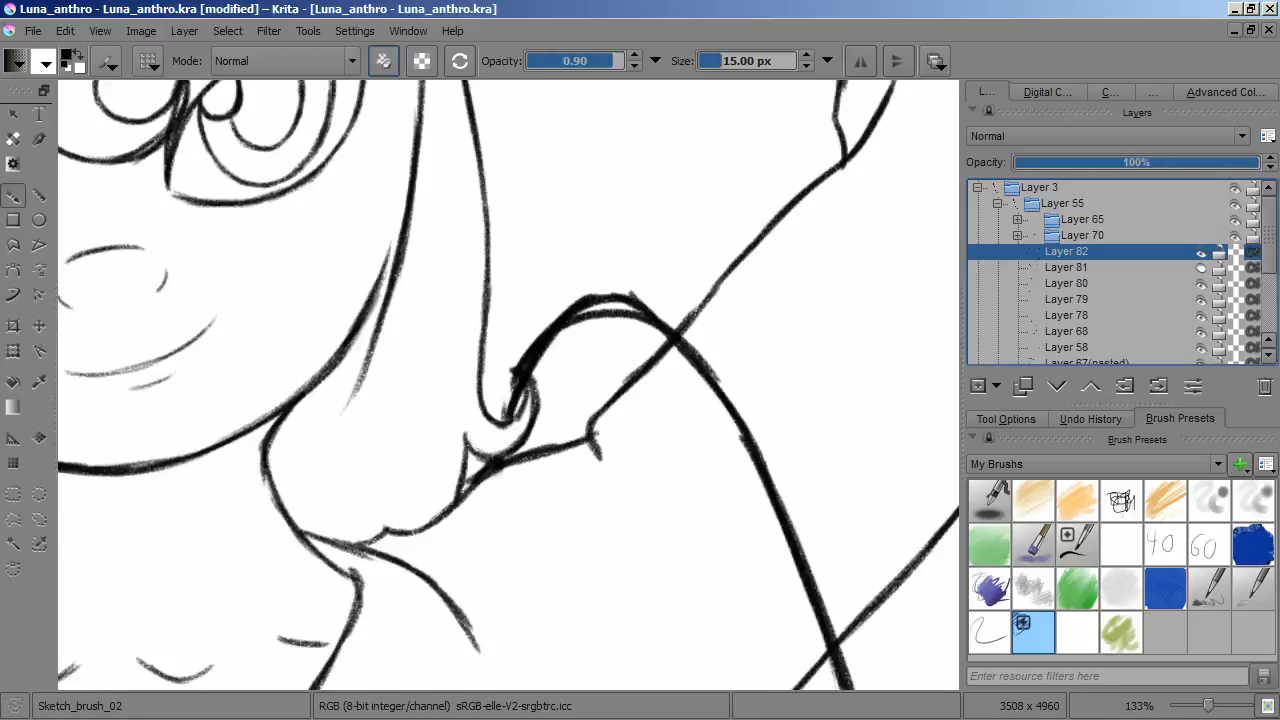 Luna_anthro - Luna_anthro.kra [modified] – Krita - [Luna_anthro - Luna_anthro.kra]
File Edit View Image Layer Select Filter Tools Settings Window Help
Mode: Normal Opacity: 0.90 Size: 15.00 px
L... Digital C... C... ... Advanced Col...
Layers
Normal
Opacity: 100%
Layer 3
Layer 55
Layer 65
Layer 70
Layer 82
Layer 81
Layer 80
Layer 79
Layer 78
Layer 68
Layer 58
Layer 67(pasted)
Tool Options Undo History Brush Presets
Brush Presets
My Brushes
40 60
Enter resource filters here
Sketch_brush_02 RGB (8-bit integer/channel) sRGB-elle-V2-srgbtrc.icc 3508 x 4960 133%